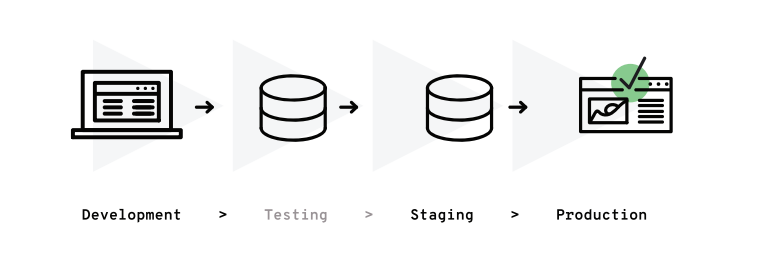 Development > Testing > Staging > Production